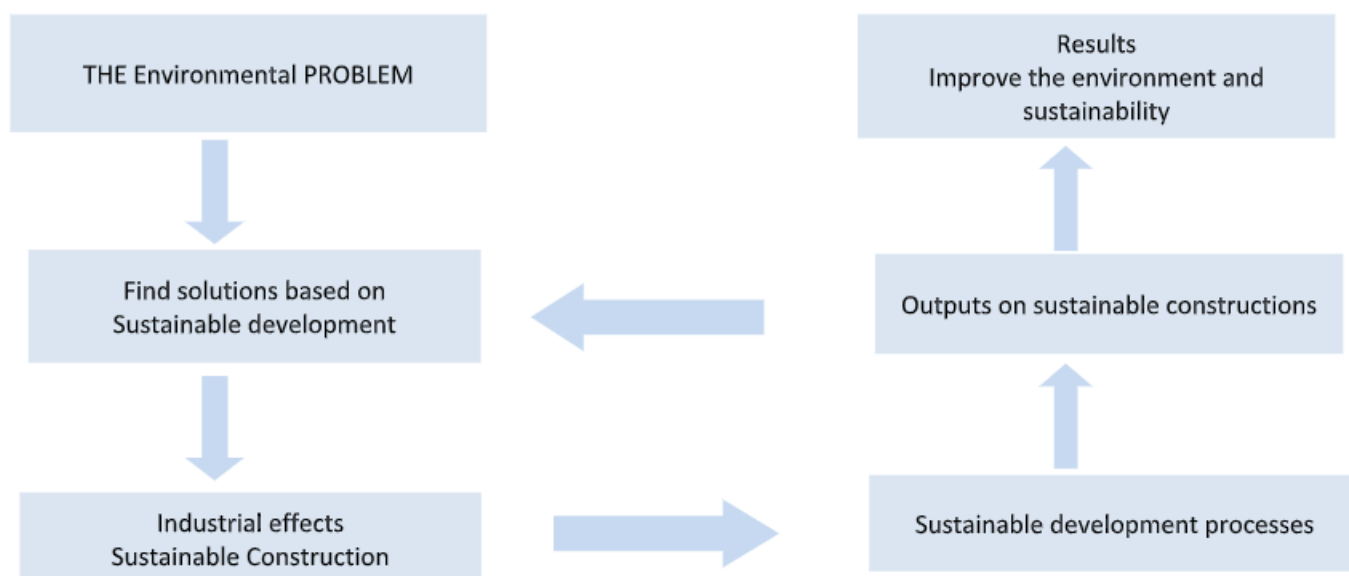 THE Environmental PROBLEM
Find solutions based on
Sustainable development
Industrial effects
Sustainable Construction
Sustainable development processes
Outputs on sustainable constructions
Results
Improve the environment and
sustainability